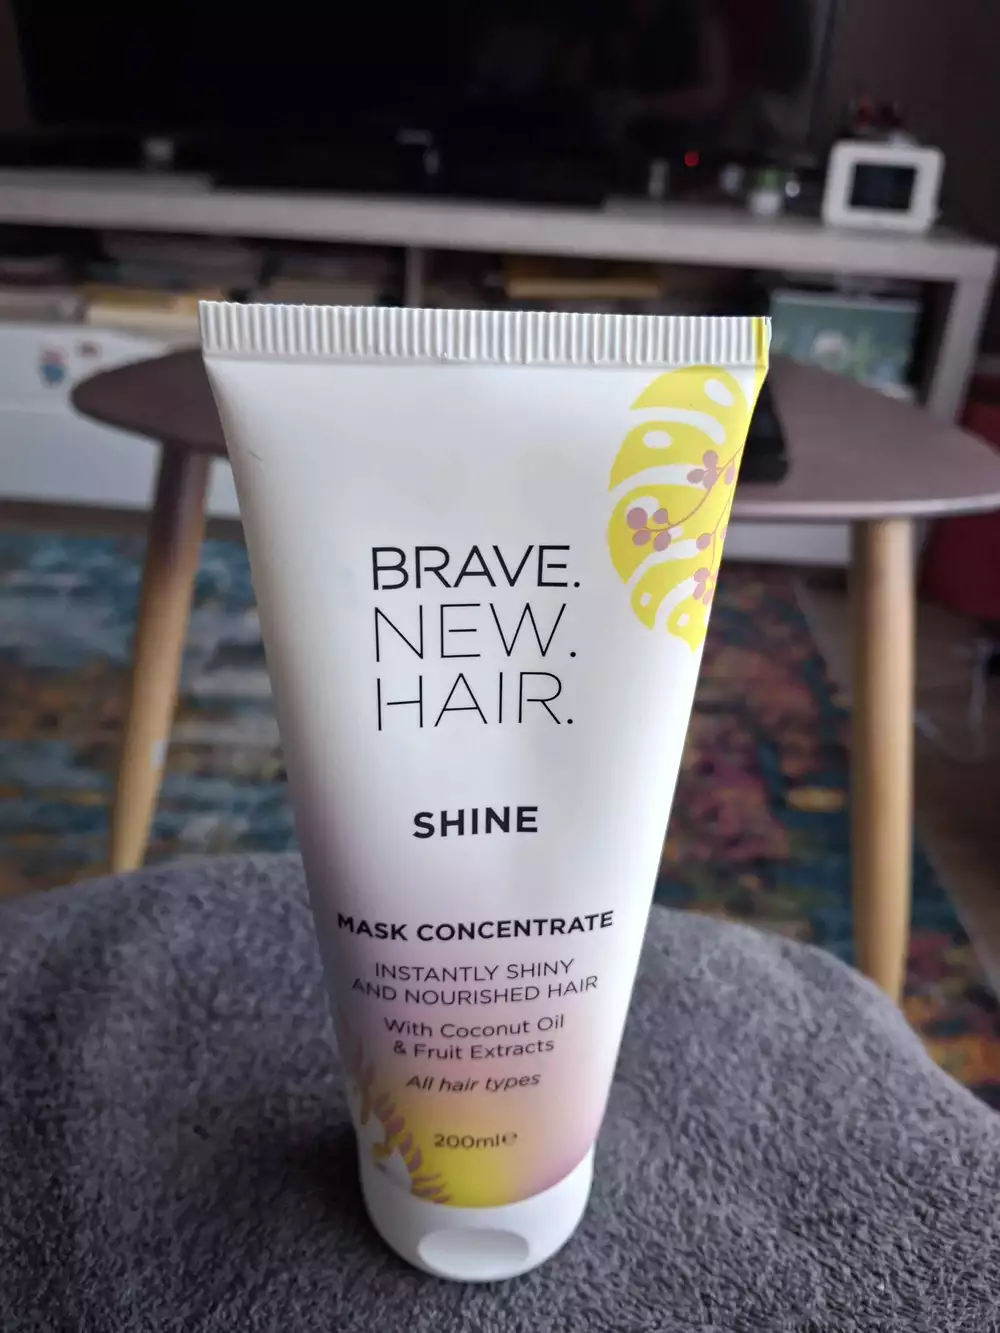 BRAVE.
NEW.
HAIR.
SHINE
MASK CONCENTRATE
INSTANTLY SHINY
AND NOURISHED HAIR
With Coconut Oil
& Fruit Extracts
All hair types
200ml℮